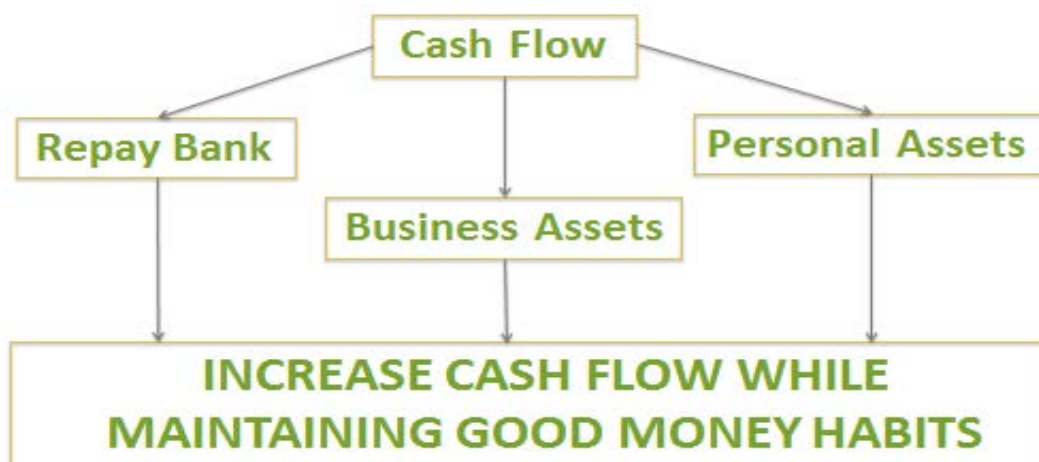 Cash Flow
Repay Bank
Personal Assets
Business Assets
INCREASE CASH FLOW WHILE
MAINTAINING GOOD MONEY HABITS